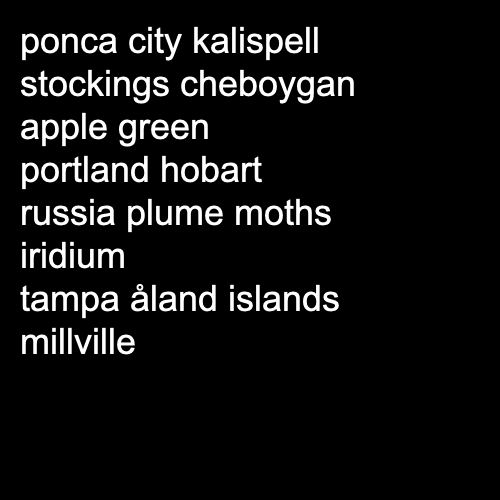 ponca city kalispell
stockings cheboygan
apple green
portland hobart
russia plume moths
iridium
tampa åland islands
millville